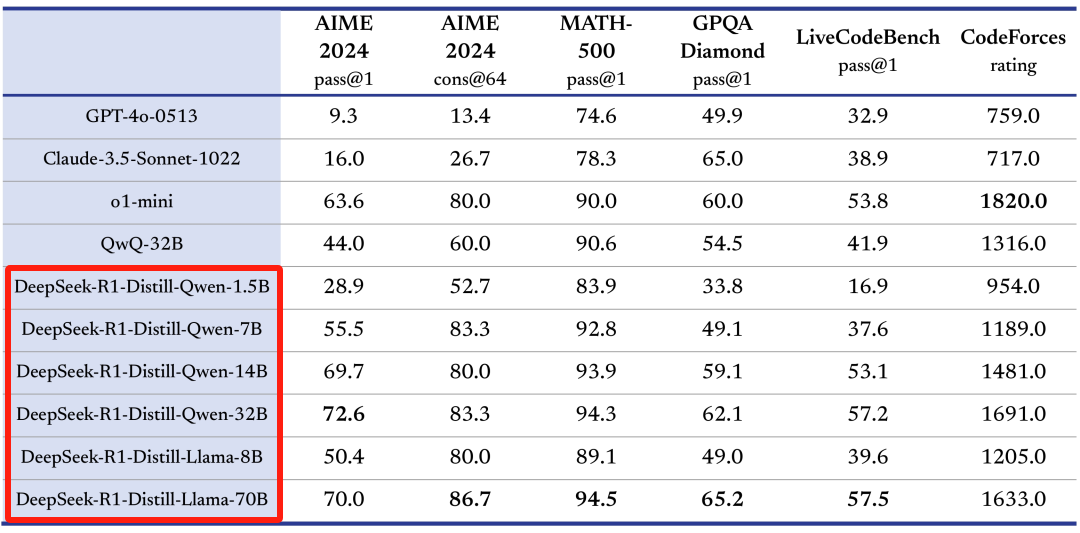 AIME 2024 pass@1 AIME 2024 cons@64 MATH-500 pass@1 GPQA Diamond pass@1 LiveCodeBench pass@1 CodeForces rating
GPT-4o-0513 9.3 13.4 74.6 49.9 32.9 759.0
Claude-3.5-Sonnet-1022 16.0 26.7 78.3 65.0 38.9 717.0
o1-mini 63.6 80.0 90.0 60.0 53.8 1820.0
QwQ-32B 44.0 60.0 90.6 54.5 41.9 1316.0
DeepSeek-R1-Distill-Qwen-1.5B 28.9 52.7 83.9 33.8 16.9 954.0
DeepSeek-R1-Distill-Qwen-7B 55.5 83.3 92.8 49.1 37.6 1189.0
DeepSeek-R1-Distill-Qwen-14B 69.7 80.0 93.9 59.1 53.1 1481.0
DeepSeek-R1-Distill-Qwen-32B 72.6 83.3 94.3 62.1 57.2 1691.0
DeepSeek-R1-Distill-Llama-8B 50.4 80.0 89.1 49.0 39.6 1205.0
DeepSeek-R1-Distill-Llama-70B 70.0 86.7 94.5 65.2 57.5 1633.0